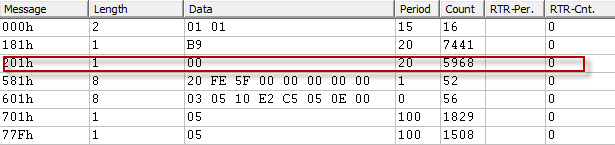 Message Length Data Period Count RTR-Per. RTR-Cnt.
000h 2 01 01 15 16 0
181h 1 B9 20 7441 0
201h 1 00 20 5968 0
581h 8 20 FE 5F 00 00 00 00 00 1 52 0
601h 8 03 05 10 E2 C5 05 0E 00 0 56 0
701h 1 05 100 1829 0
77Fh 1 05 100 1508 0